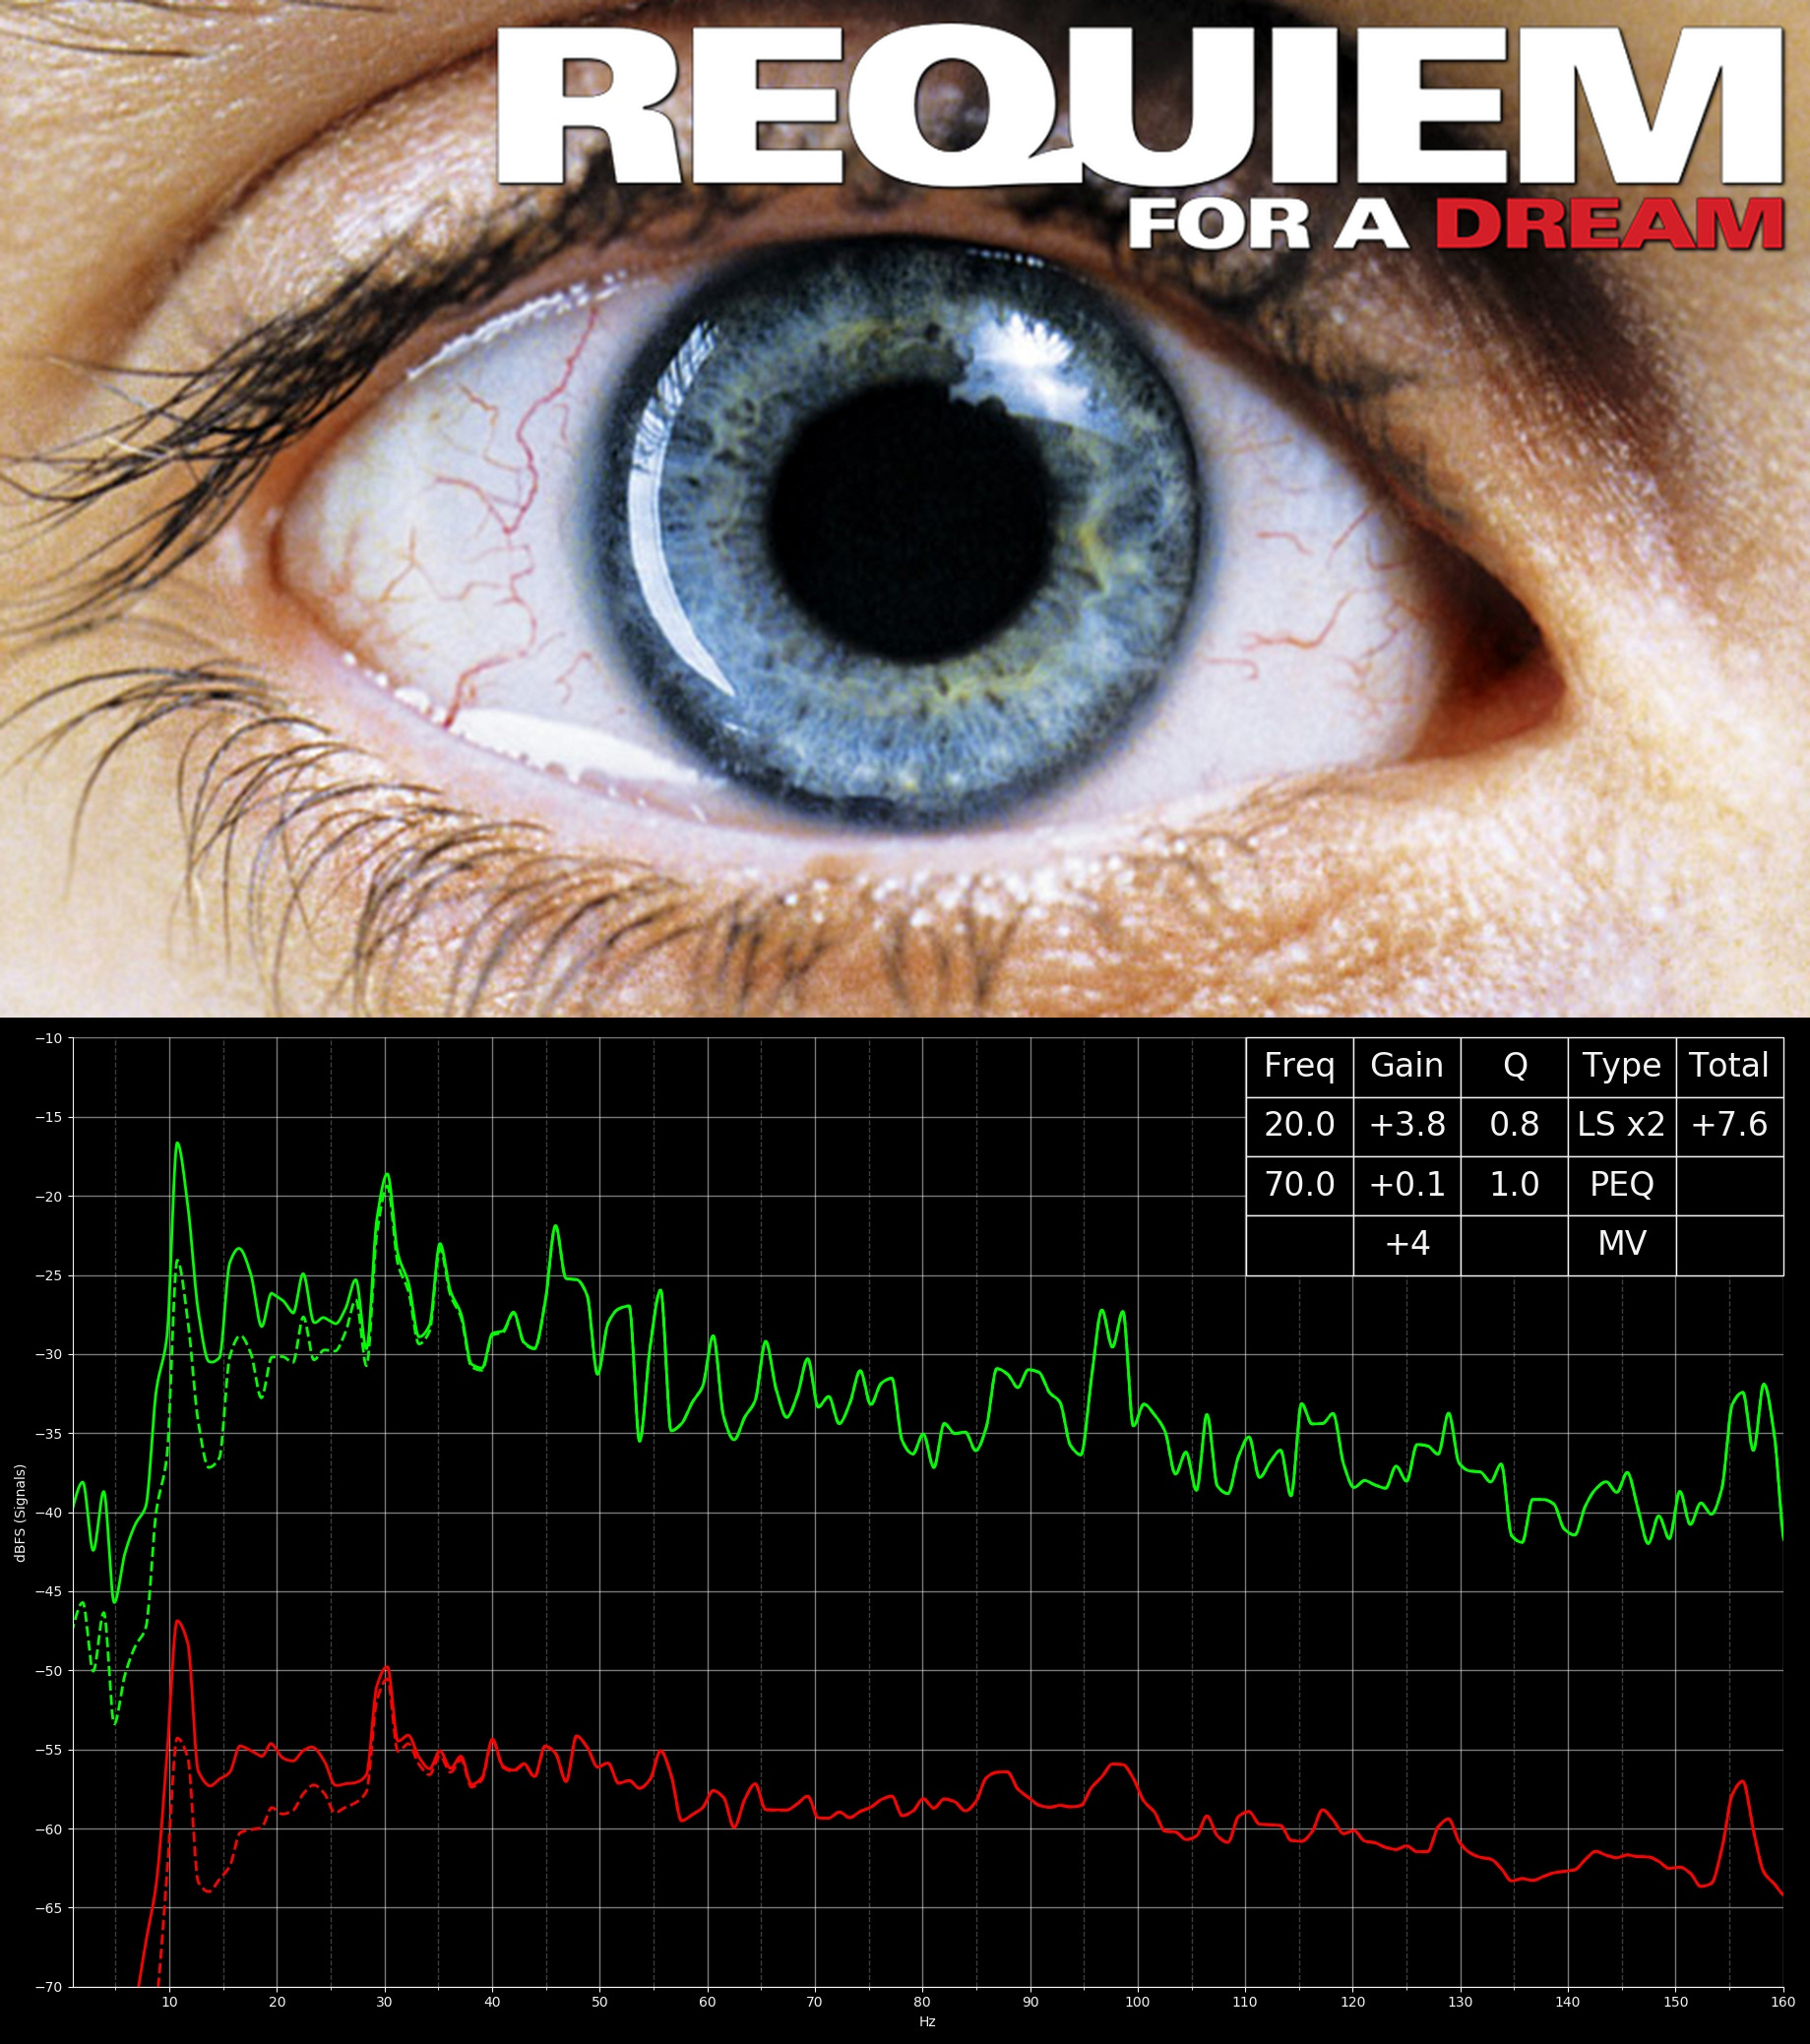 REQUIEM
FOR A DREAM
Freq Gain Q Type Total
20.0 +3.8 0.8 LS x2 +7.6
70.0 +0.1 1.0 PEQ
+4 MV
−10
−15
−20
−25
−30
−35
−40
−45
−50
−55
−60
−65
−70
dBFS (Signals)
10 20 30 40 50 60 70 80 90 100 110 120 130 140 150 160
Hz